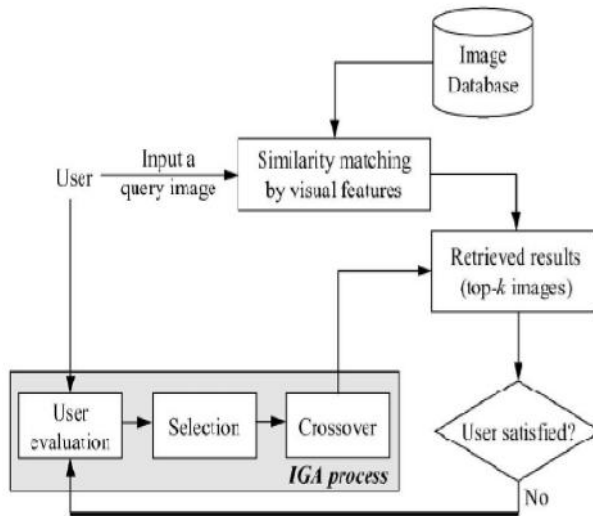 Image
Database
Input a
query image
User
Similarity matching
by visual features
Retrieved results
(top-k images)
User
evaluation
Selection
Crossover
IGA process
User satisfied?
No